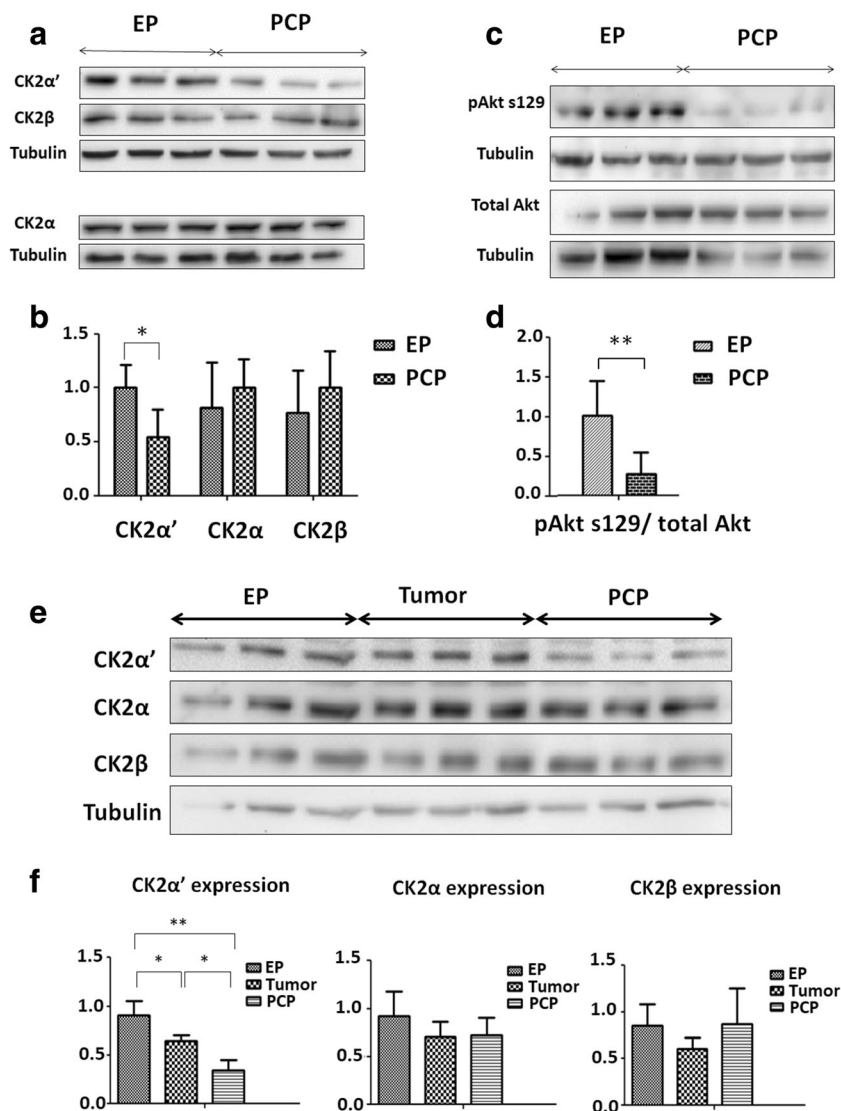 a
EP PCP
CK2α’
CK2β
Tubulin
CK2α
Tubulin
c
EP PCP
pAkt s129
Tubulin
Total Akt
Tubulin
b
1.5
1.0
0.5
0.0
*
EP
PCP
CK2α’ CK2α CK2β
d
2.0
1.5
1.0
0.5
0.0
**
EP
PCP
pAkt s129/ total Akt
e
EP Tumor PCP
CK2α’
CK2α
CK2β
Tubulin
f
CK2α’ expression
1.5
1.0
0.5
0.0
**
* *
EP
Tumor
PCP
CK2α expression
1.5
1.0
0.5
0.0
EP
Tumor
PCP
CK2β expression
1.5
1.0
0.5
0.0
EP
Tumor
PCP